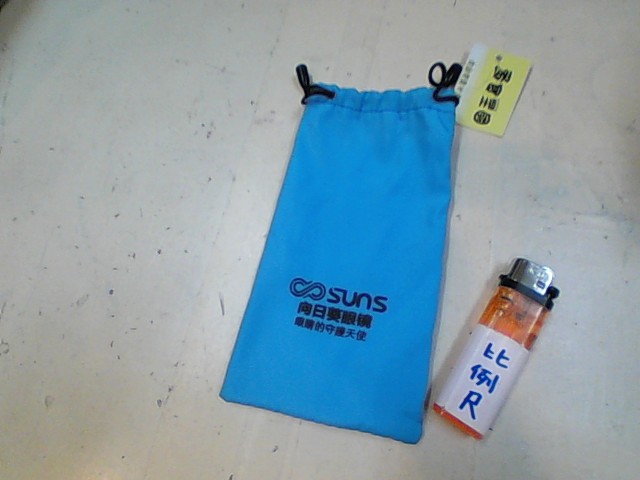 SUNS
向日葵眼鏡
眼睛的守護天使
比
例
尺